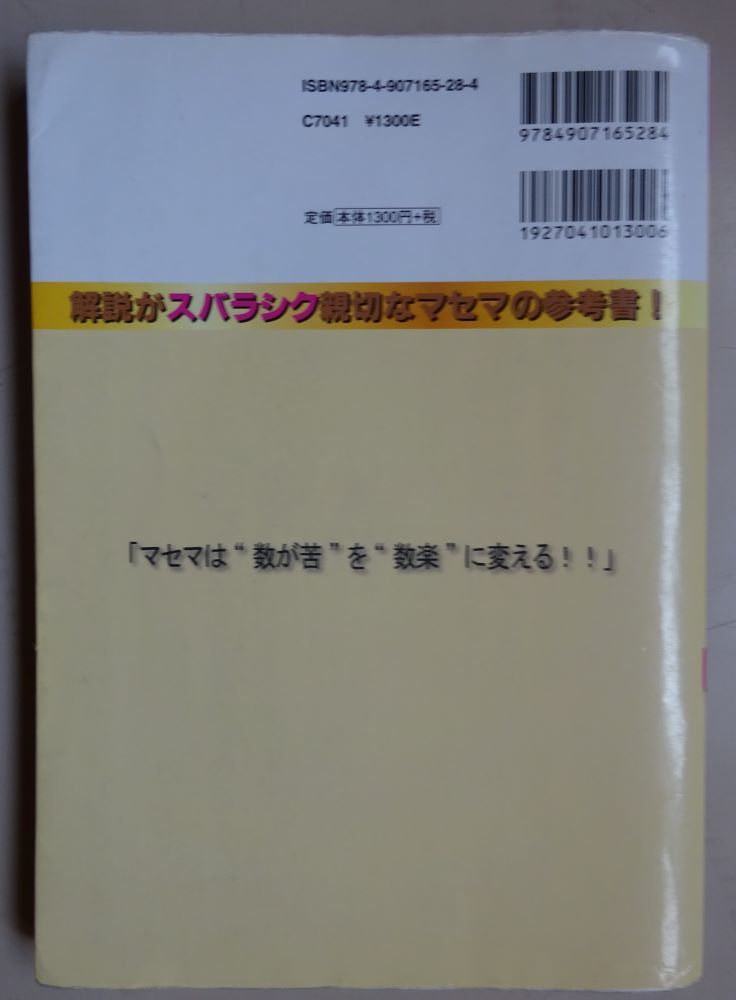 ISBN978-4-907165-28-4
C7041 ¥1300E
9784907165284
定価 本体1300円+税
1927041013006
解説がスバラシク親切なマセマの参考書！
「マセマは“数が苦”を“数楽”に変える！！」